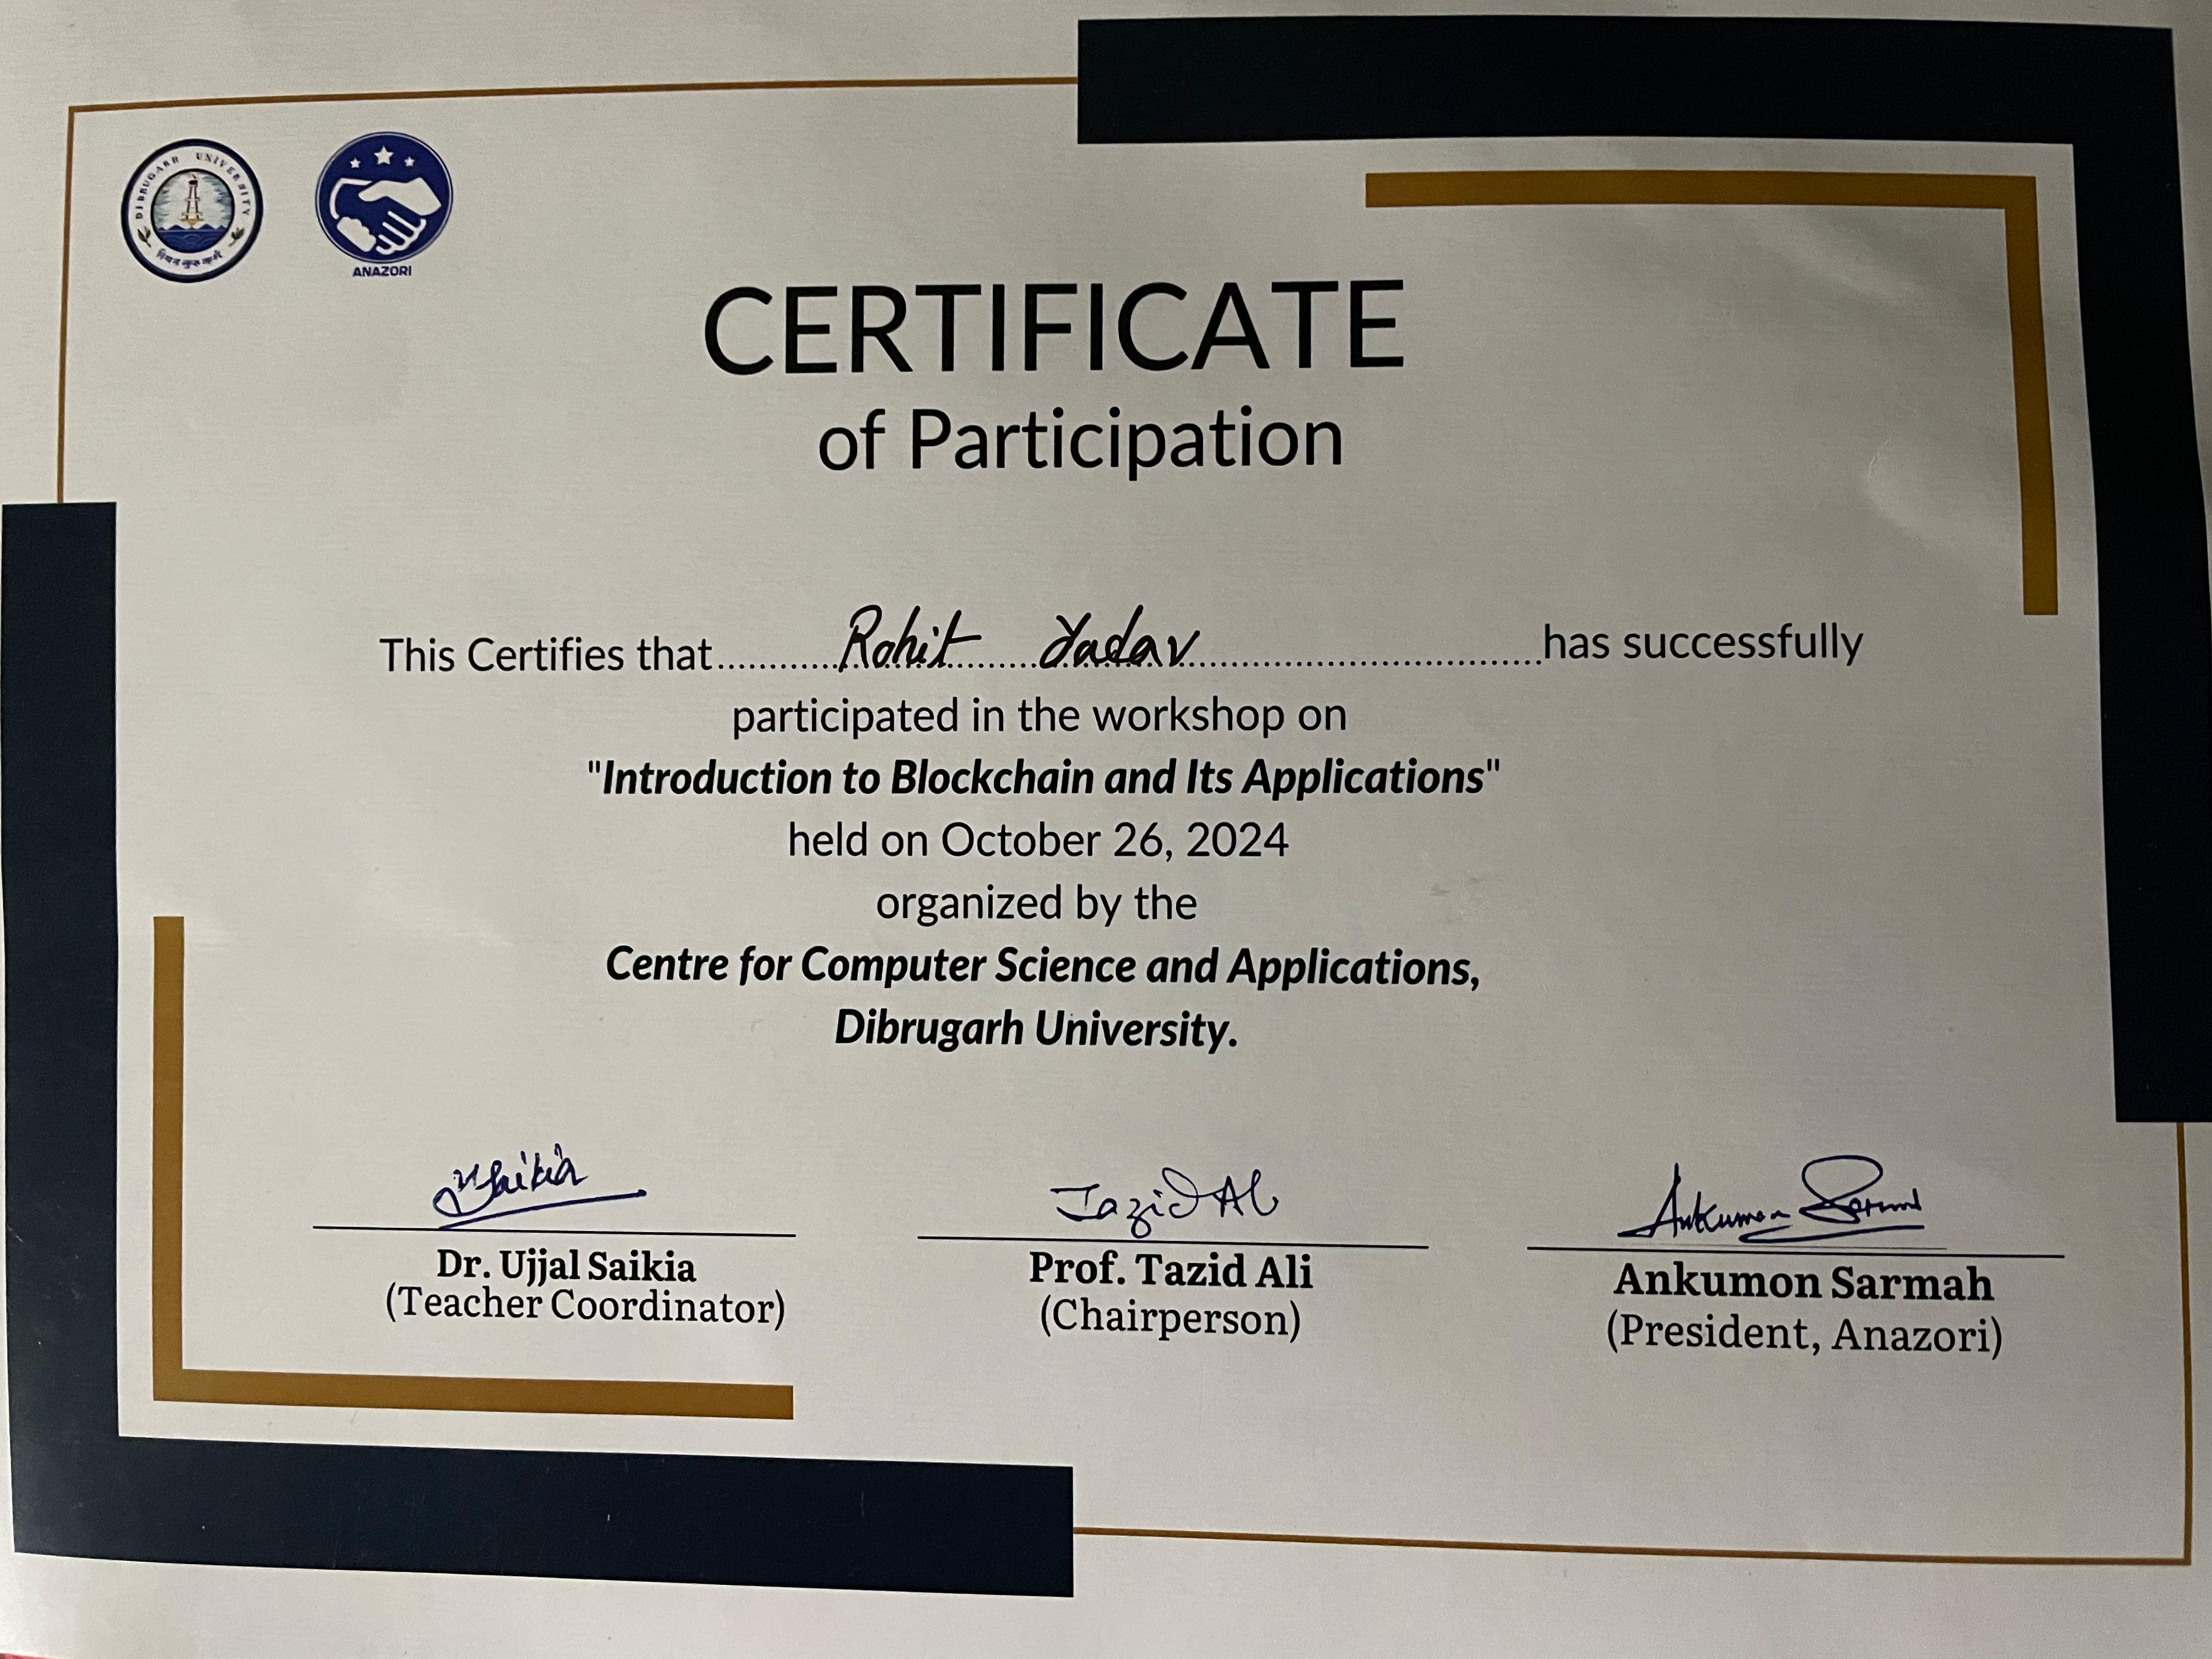 DIBRUGARH UNIVERSITY
नियतं कुरु कर्म
ANAZORI
CERTIFICATE
of Participation
This Certifies that....................Rohit Yadav....................has successfully
participated in the workshop on
"Introduction to Blockchain and Its Applications"
held on October 26, 2024
organized by the
Centre for Computer Science and Applications,
Dibrugarh University.
USaikia
Tazid Ali
Ankumon Sarmah
Dr. Ujjal Saikia
Prof. Tazid Ali
Ankumon Sarmah
(Teacher Coordinator)
(Chairperson)
(President, Anazori)